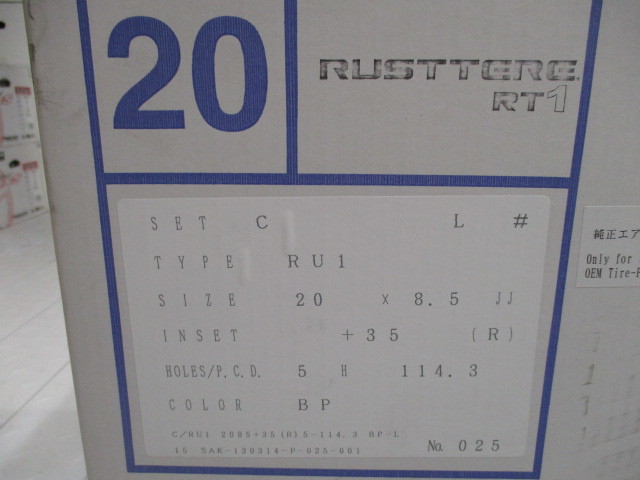 20
RUSTTERE
RT1
SET C L #
TYPE RU1
SIZE 20 X 8.5 JJ
INSET +35 (R)
HOLES/P.C.D. 5 H 114.3
COLOR BP
C/RU1 2085+35(R)5-114.3 BP-L
15 SAK-130314-P-025-001
No. 025
純正エア
Only for
OEM Tire-P